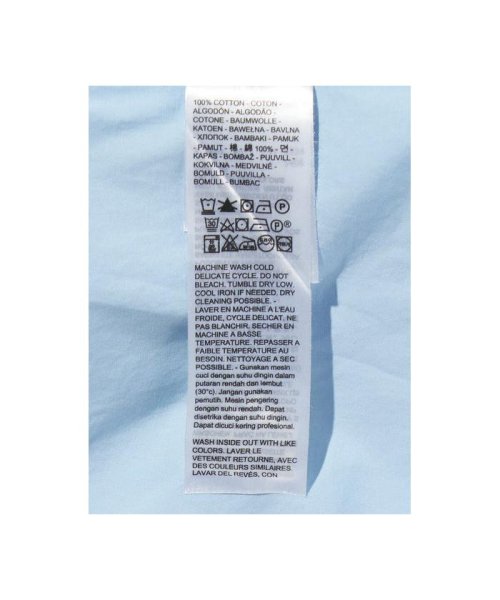 100% COTTON - COTON -
ALGODÓN - ALGODÃO -
COTONE - BAUMWOLLE -
KATOEN - BAWEŁNA - BAVLNA
- ХЛОПОК - BAMBAKI - PAMUK
- PAMUT - 棉 - 綿 100% - 면
KAPAS - BOMBAŽ - PUUVILL -
KOKVILNA - MEDVILNĖ -
BOMULD - PUUVILLA -
BOMULL - BUMBAC
MACHINE WASH COLD
DELICATE CYCLE. DO NOT
BLEACH. TUMBLE DRY LOW.
COOL IRON IF NEEDED. DRY
CLEANING POSSIBLE. -
LAVER EN MACHINE A L'EAU
FROIDE, CYCLE DELICAT. NE
PAS BLANCHIR. SECHER EN
MACHINE A BASSE
TEMPERATURE. REPASSER A
FAIBLE TEMPERATURE AU
BESOIN. NETTOYAGE A SEC
POSSIBLE. - Gunakan mesin
cuci dengan suhu dingin dalam
putaran rendah dan lembut
(30°c). Jangan gunakan
pemutih. Mesin pengering
dengan suhu rendah. Dapat
disetrika dengan suhu dingin.
Dapat dicuci kering profesional.
WASH INSIDE OUT WITH LIKE
COLORS. LAVER LE
VETEMENT RETOURNE, AVEC
DES COULEURS SIMILAIRES.
LAVAR DEL REVÉS, CON